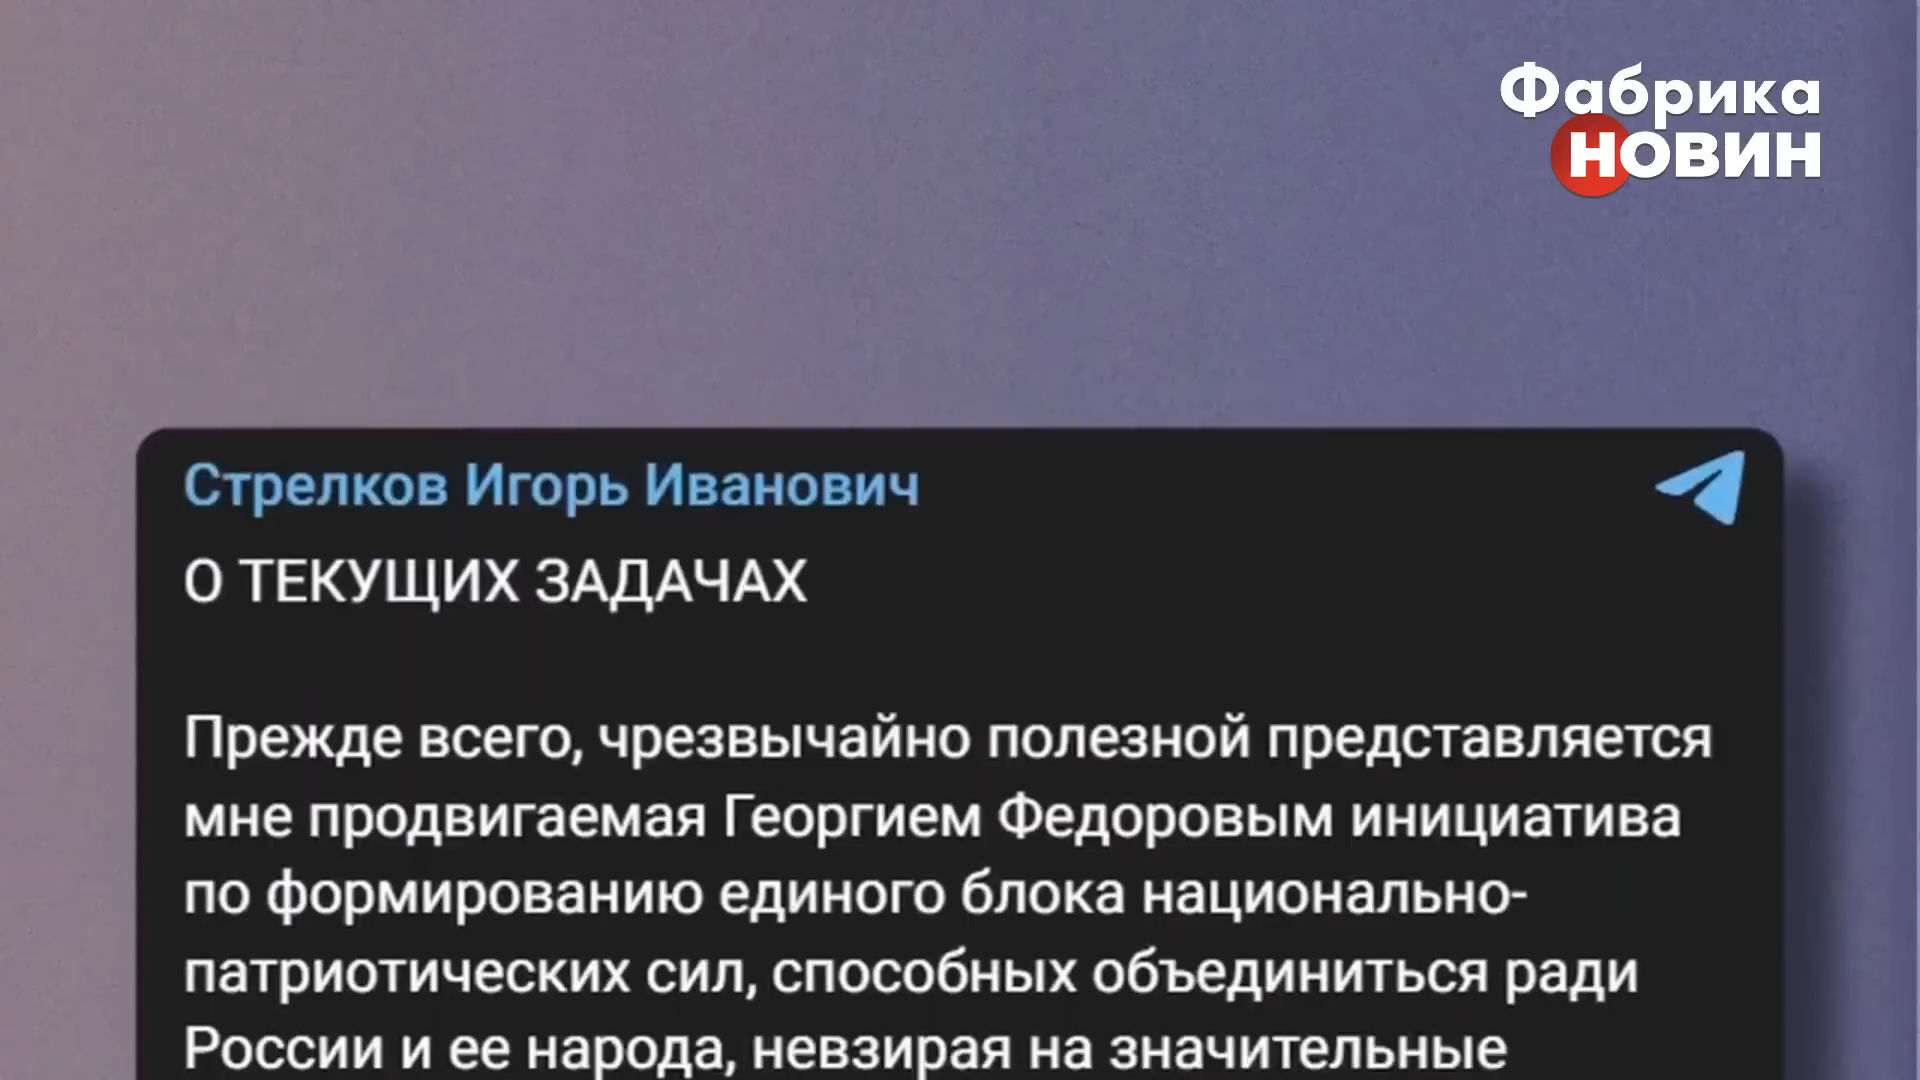 Фабрика
новин
Стрелков Игорь Иванович
О ТЕКУЩИХ ЗАДАЧАХ
Прежде всего, чрезвычайно полезной представляется
мне продвигаемая Георгием Федоровым инициатива
по формированию единого блока национально-
патриотических сил, способных объединиться ради
России и ее народа, невзирая на значительные